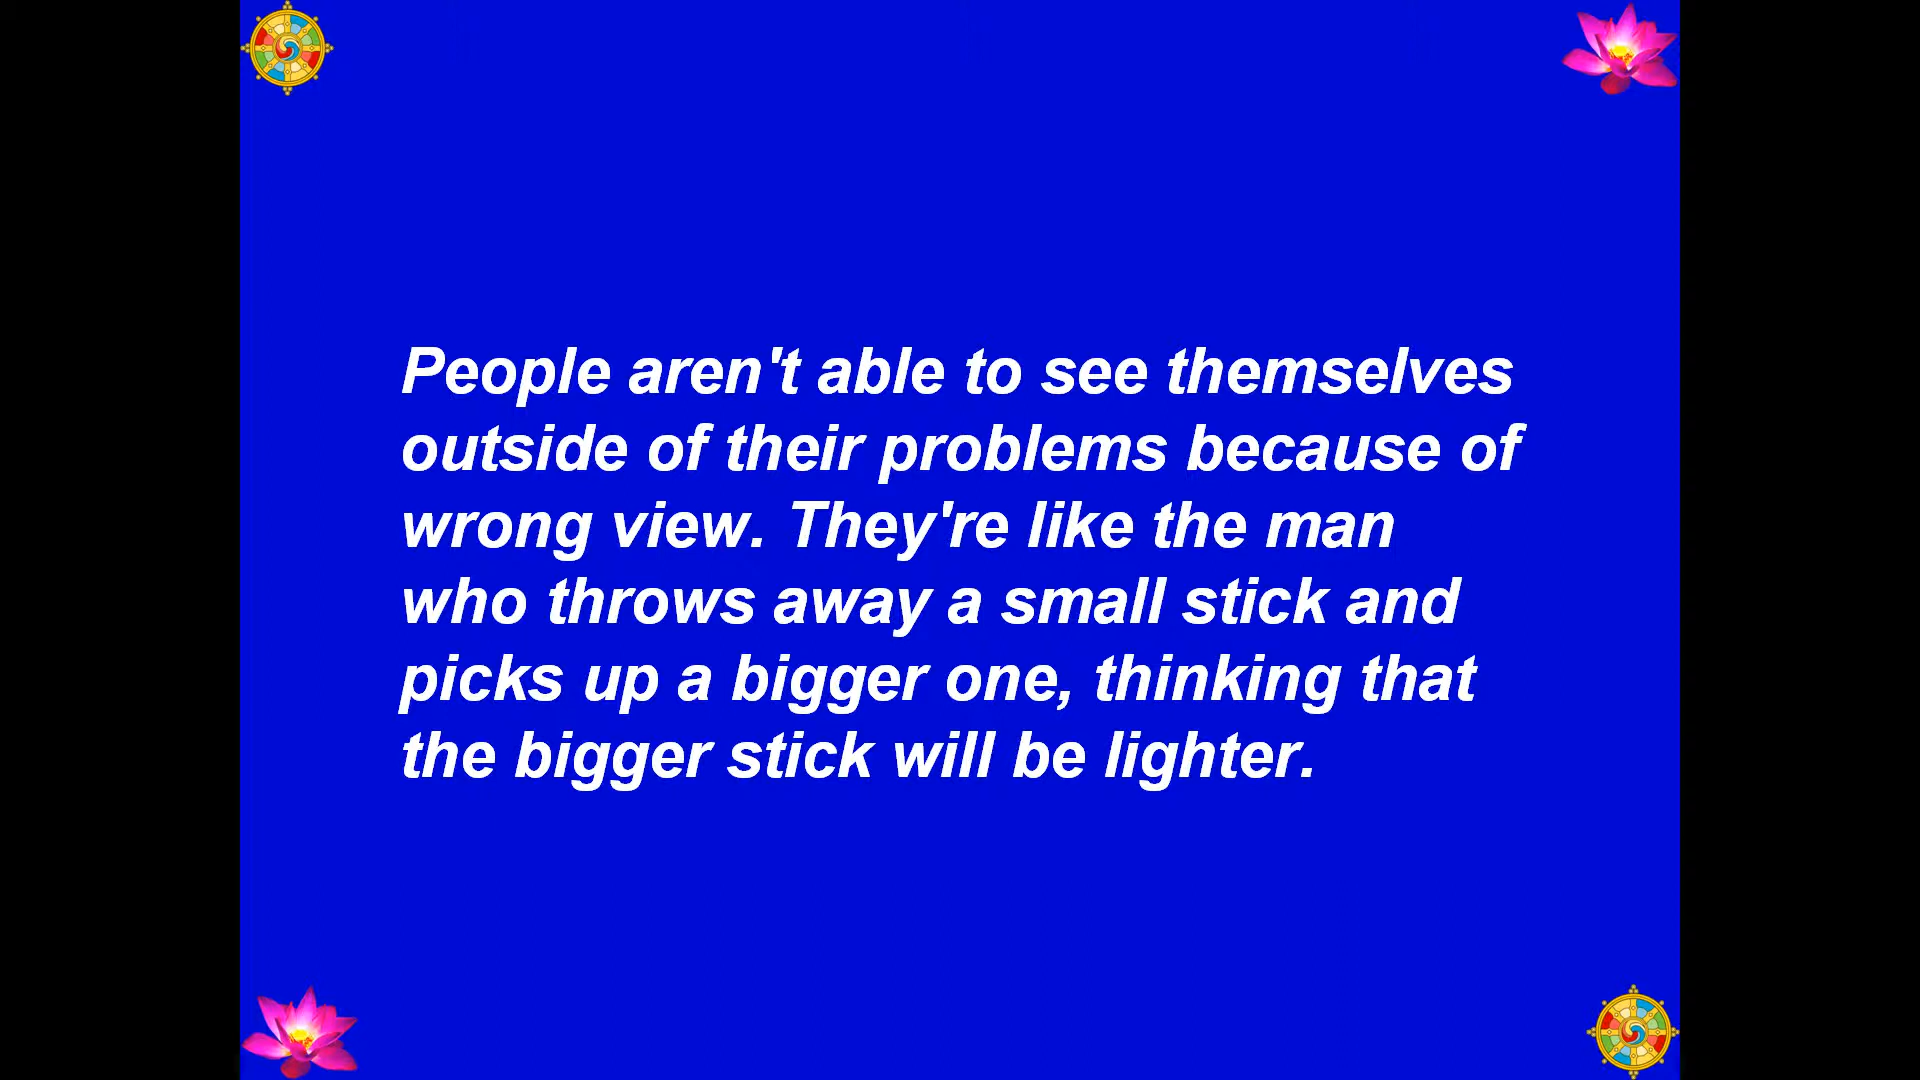 People aren't able to see themselves
outside of their problems because of
wrong view. They're like the man
who throws away a small stick and
picks up a bigger one, thinking that
the bigger stick will be lighter.